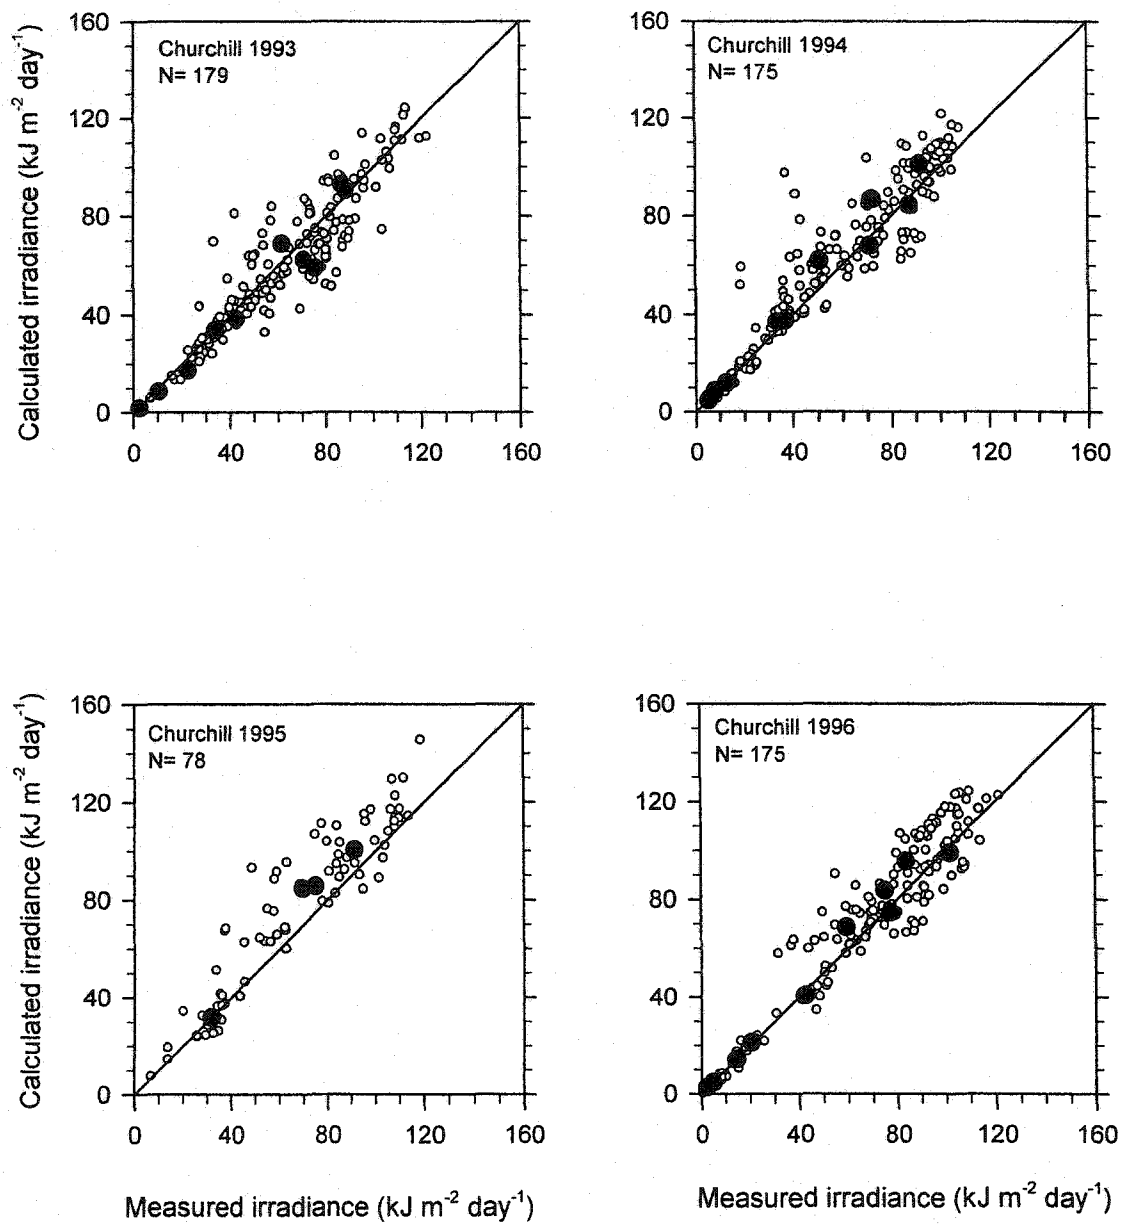 Calculated irradiance (kJ m-2 day-1)
160
120
80
40
0
Churchill 1993
N= 179
0 40 80 120 160
160
120
80
40
0
Churchill 1994
N= 175
0 40 80 120 160
Calculated irradiance (kJ m-2 day-1)
160
120
80
40
0
Churchill 1995
N= 78
0 40 80 120 160
Measured irradiance (kJ m-2 day-1)
160
120
80
40
0
Churchill 1996
N= 175
0 40 80 120 160
Measured irradiance (kJ m-2 day-1)